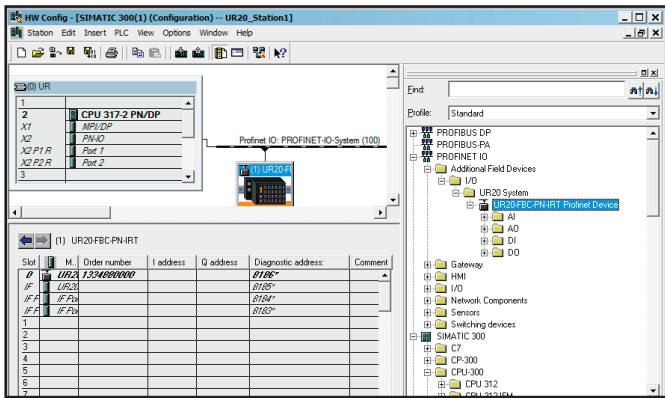 HW Config - [SIMATIC 300(1) (Configuration) -- UR20_Station1]
Station Edit Insert PLC View Options Window Help
(0) UR
1
2 CPU 317-2 PN/DP
X1 MPI/DP
X2 PN-IO
X2 P1 R Port 1
X2 P2 R Port 2
3
Profinet IO: PROFINET-IO-System (100)
(1) UR20-F
(1) UR20-FBC-PN-IRT
Slot M... Order number I address Q address Diagnostic address: Comment
0 UR2 1334880000 8186*
IF UR20 8185*
IF F IF Por 8184*
IF F IF Por 8183*
1
2
3
4
5
6
7
Find:
Profile: Standard
PROFIBUS DP
PROFIBUS-PA
PROFINET IO
Additional Field Devices
I/O
UR20 System
UR20-FBC-PN-IRT Profinet Device
AI
AO
DI
DO
Gateway
HMI
I/O
Network Components
Sensors
Switching devices
SIMATIC 300
C7
CP-300
CPU-300
CPU 312
CPU 312 IFM